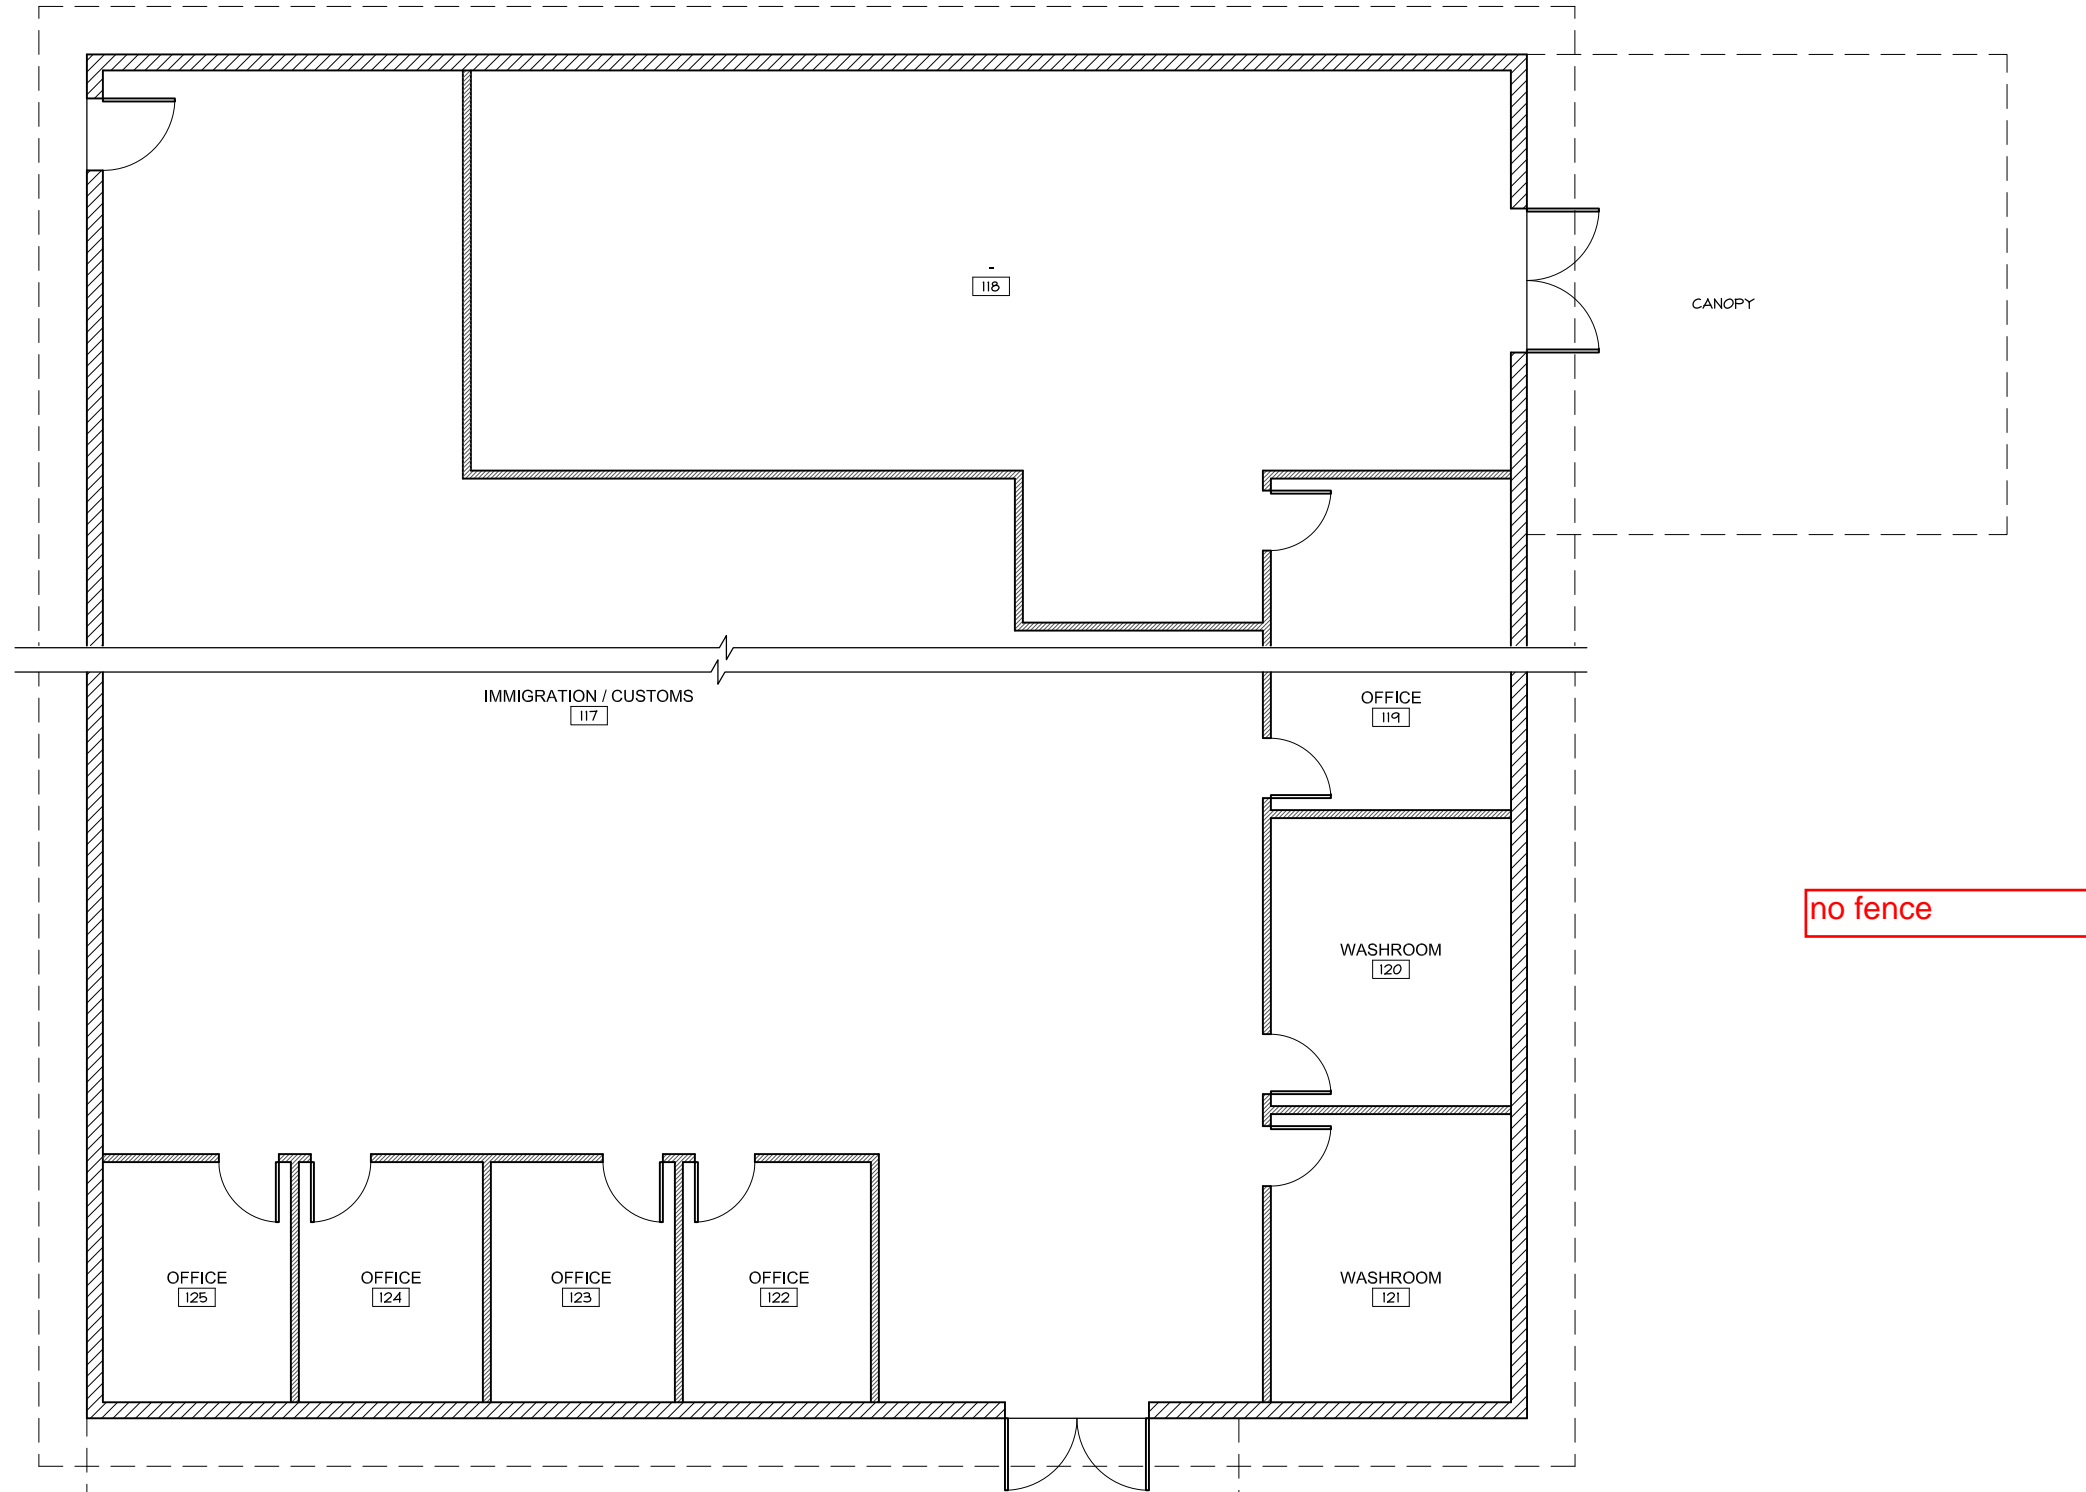 -
118
CANOPY
IMMIGRATION / CUSTOMS
117
OFFICE
119
no fence
WASHROOM
120
OFFICE
125
OFFICE
124
OFFICE
123
OFFICE
122
WASHROOM
121